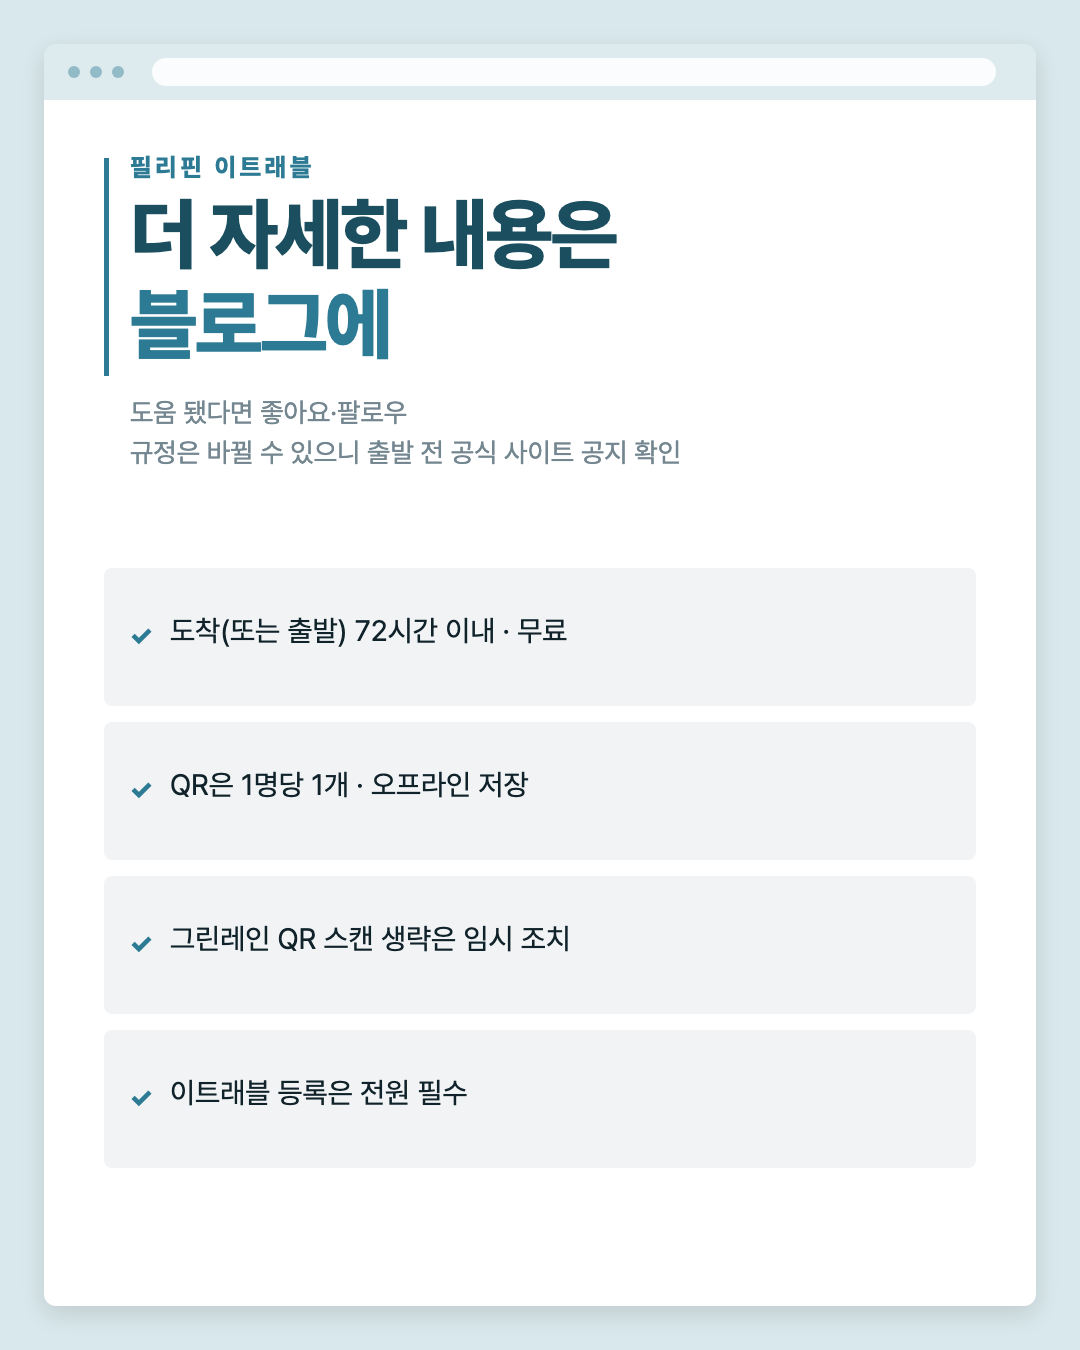 필리핀 이트래블
더 자세한 내용은
블로그에
도움 됐다면 좋아요·팔로우
규정은 바뀔 수 있으니 출발 전 공식 사이트 공지 확인
도착(또는 출발) 72시간 이내 · 무료
QR은 1명당 1개 · 오프라인 저장
그린레인 QR 스캔 생략은 임시 조치
이트래블 등록은 전원 필수